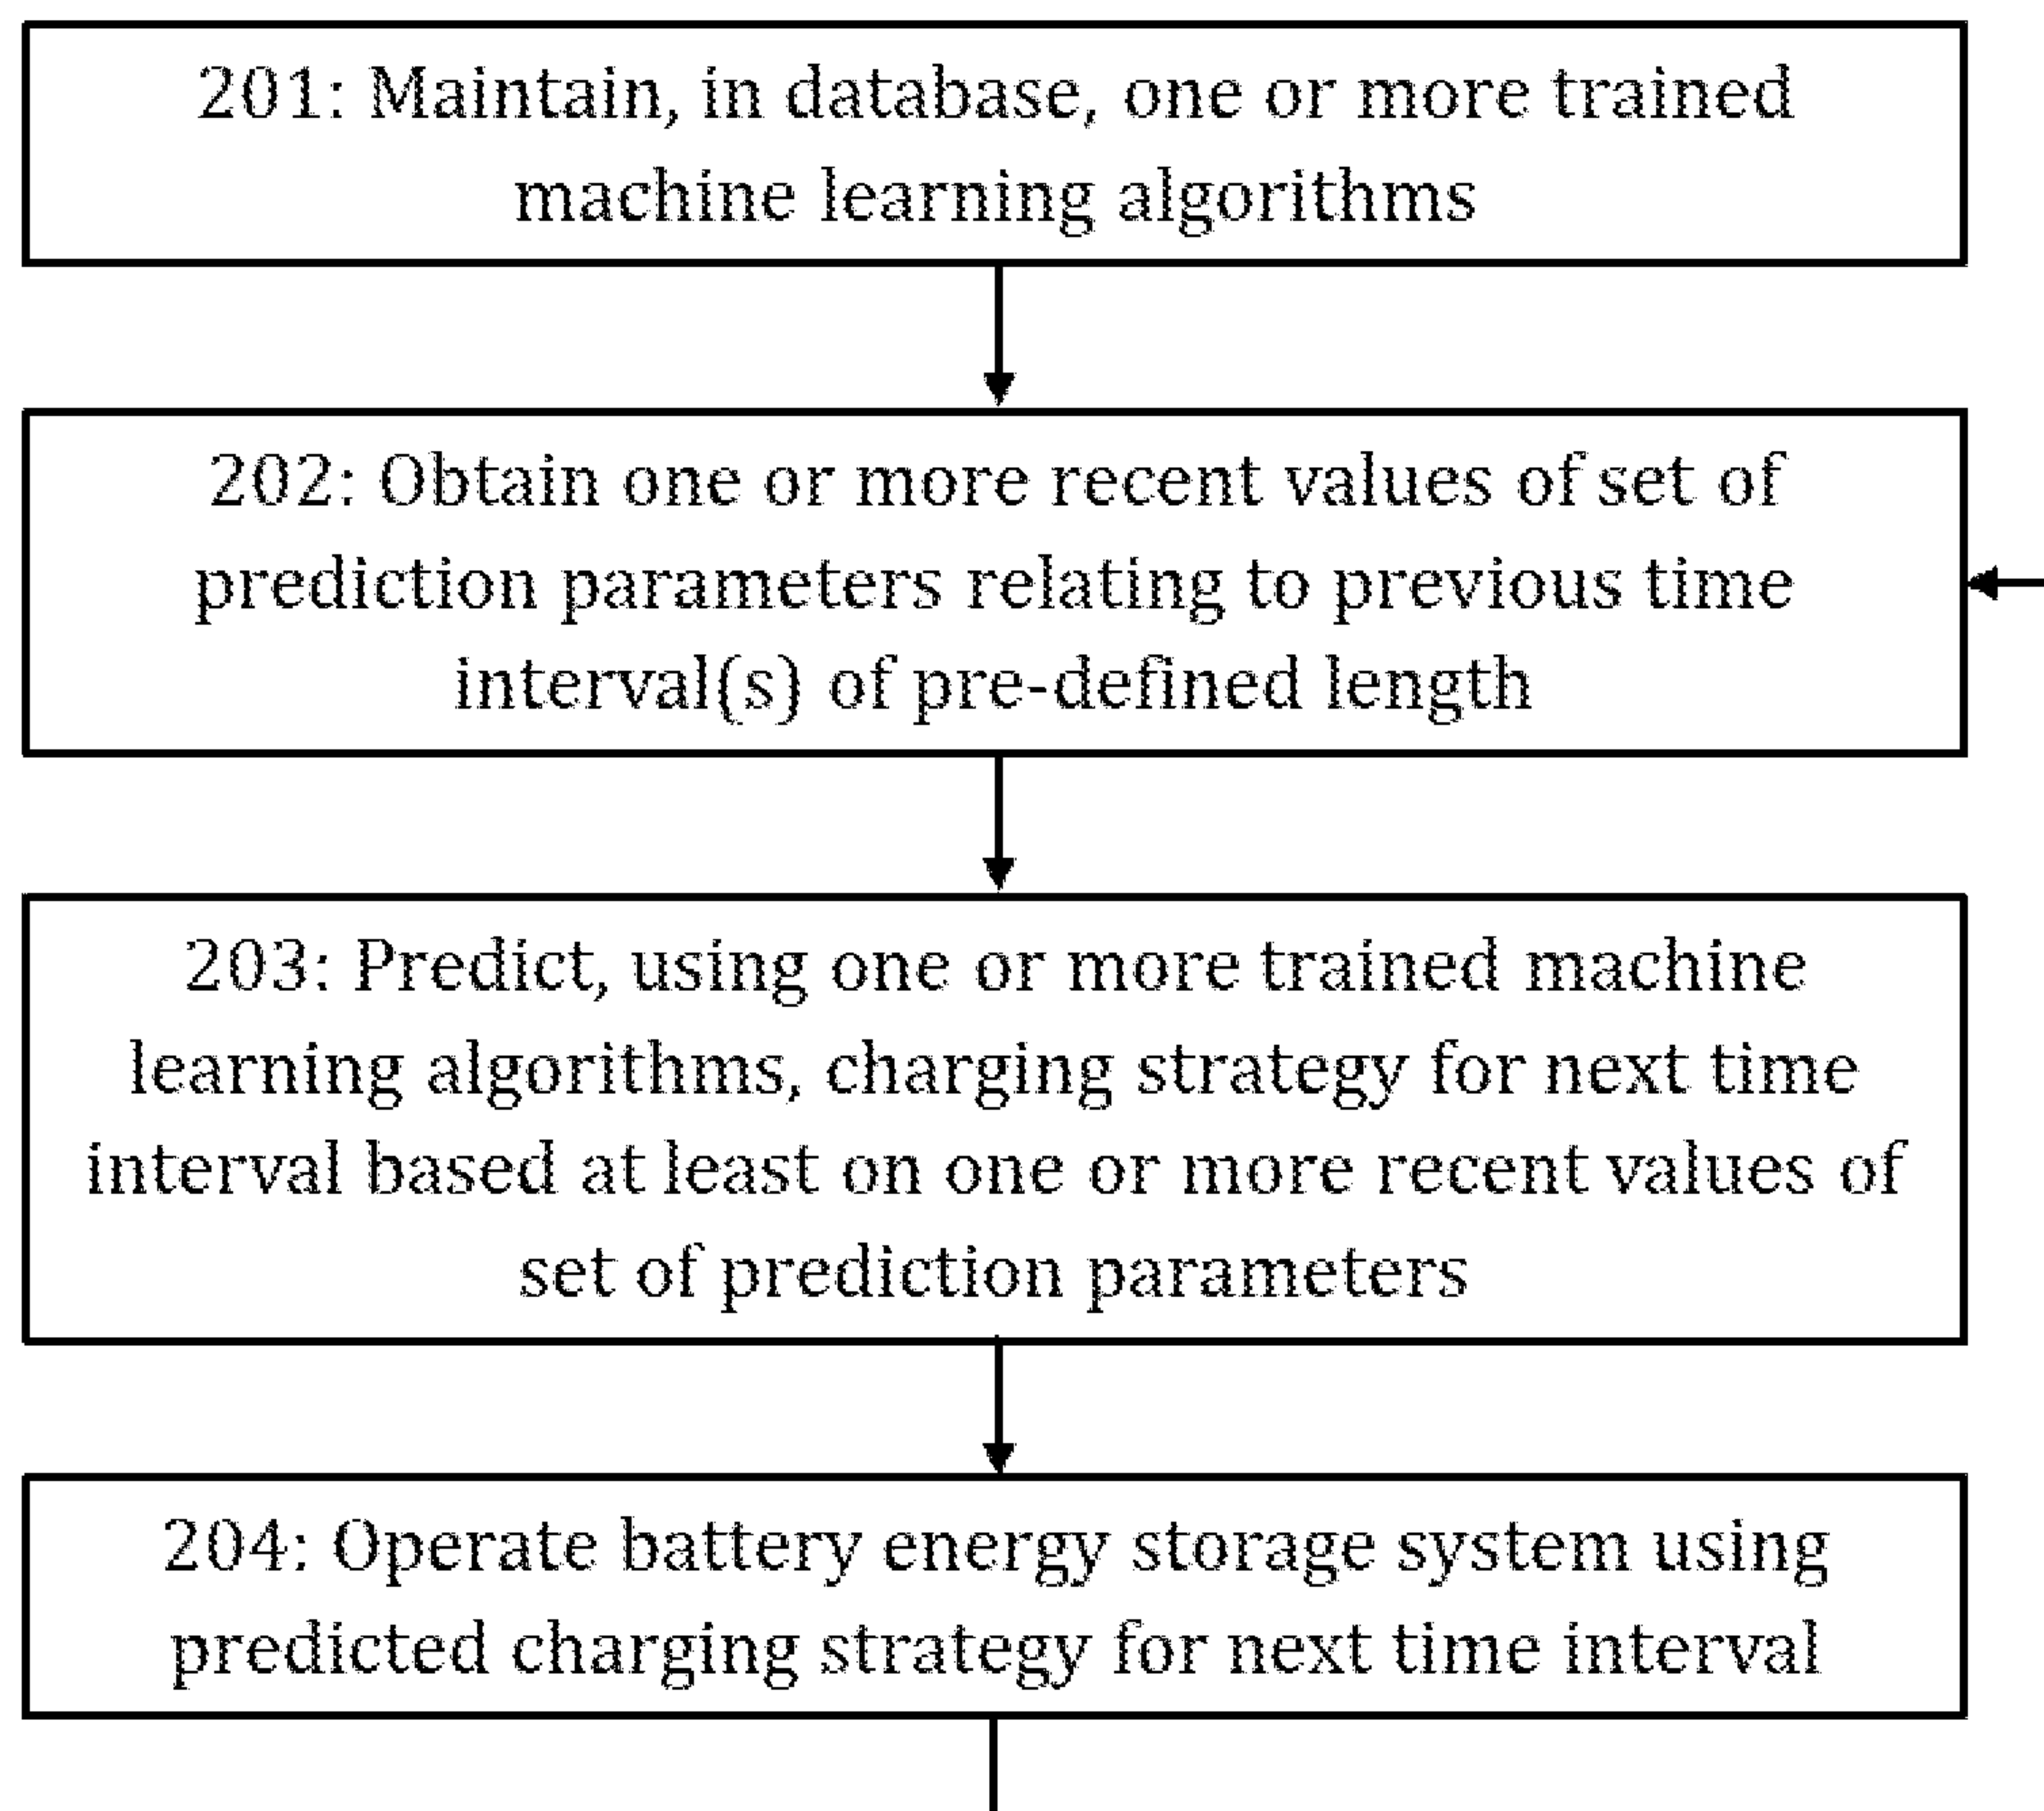 201: Maintain, in database, one or more trained
machine learning algorithms
202: Obtain one or more recent values of set of
prediction parameters relating to previous time
interval(s) of pre-defined length
203: Predict, using one or more trained machine
learning algorithms, charging strategy for next time
interval based at least on one or more recent values of
set of prediction parameters
204: Operate battery energy storage system using
predicted charging strategy for next time interval